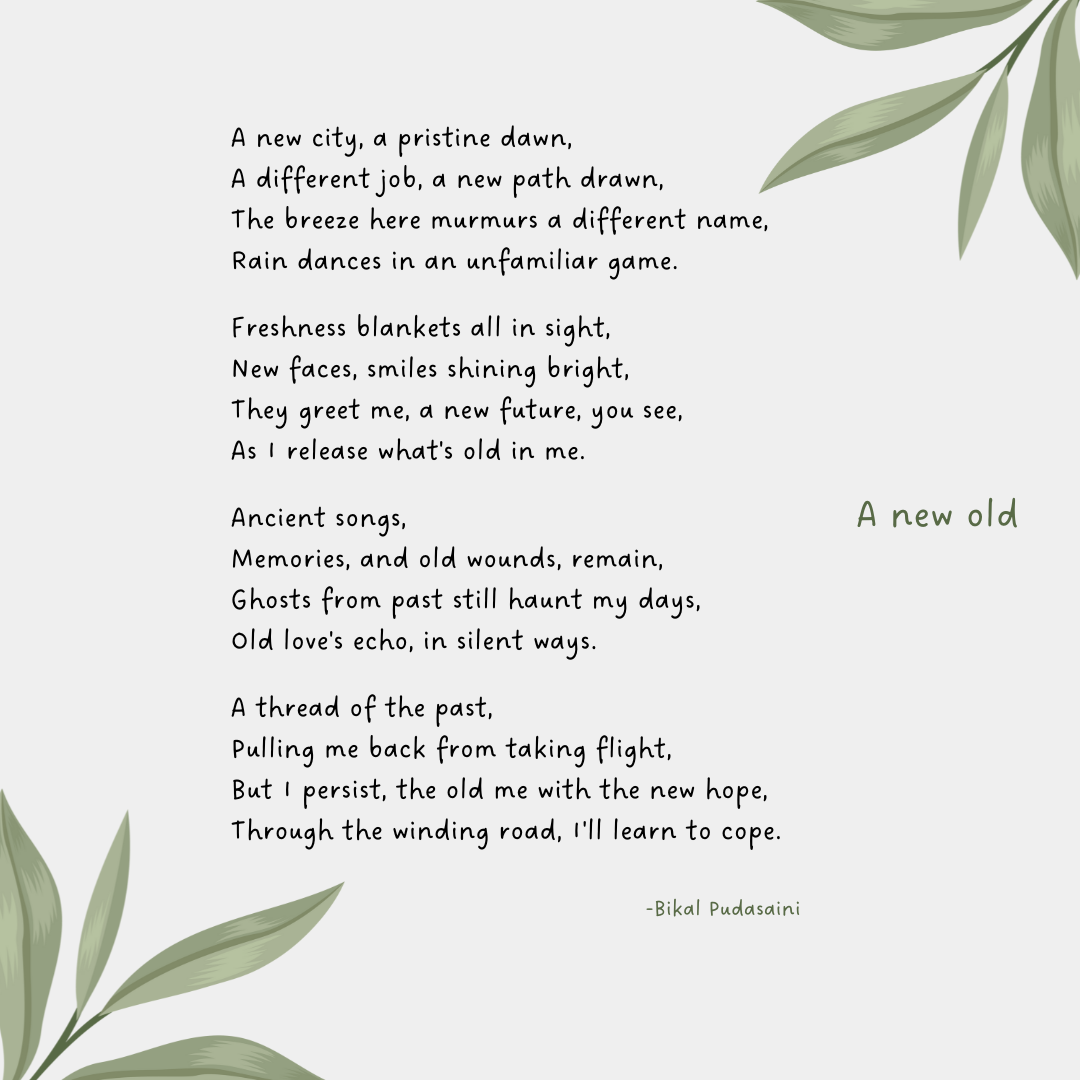 A new city, a pristine dawn,
A different job, a new path drawn,
The breeze here murmurs a different name,
Rain dances in an unfamiliar game.
Freshness blankets all in sight,
New faces, smiles shining bright,
They greet me, a new future, you see,
As I release what's old in me.
Ancient songs,
Memories, and old wounds, remain,
Ghosts from past still haunt my days,
Old love's echo, in silent ways.
A thread of the past,
Pulling me back from taking flight,
But I persist, the old me with the new hope,
Through the winding road, I'll learn to cope.
A new old
-Bikal Pudasaini